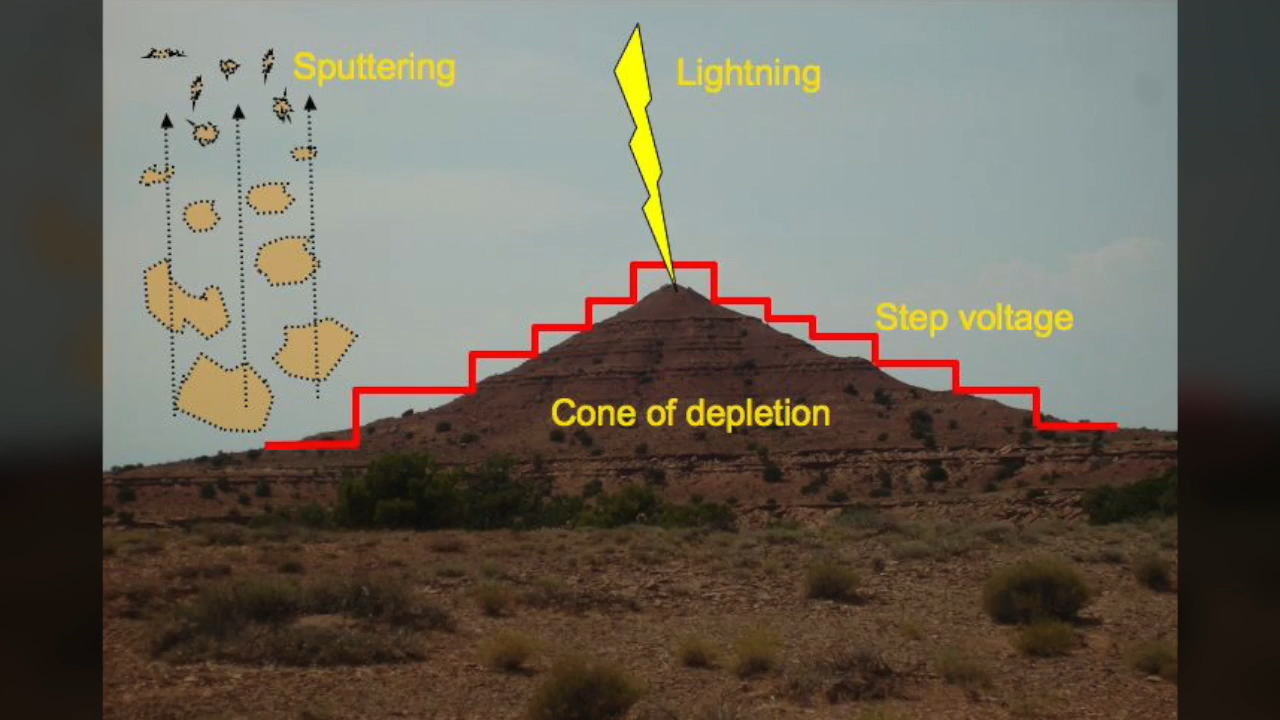 Sputtering
Lightning
Step voltage
Cone of depletion